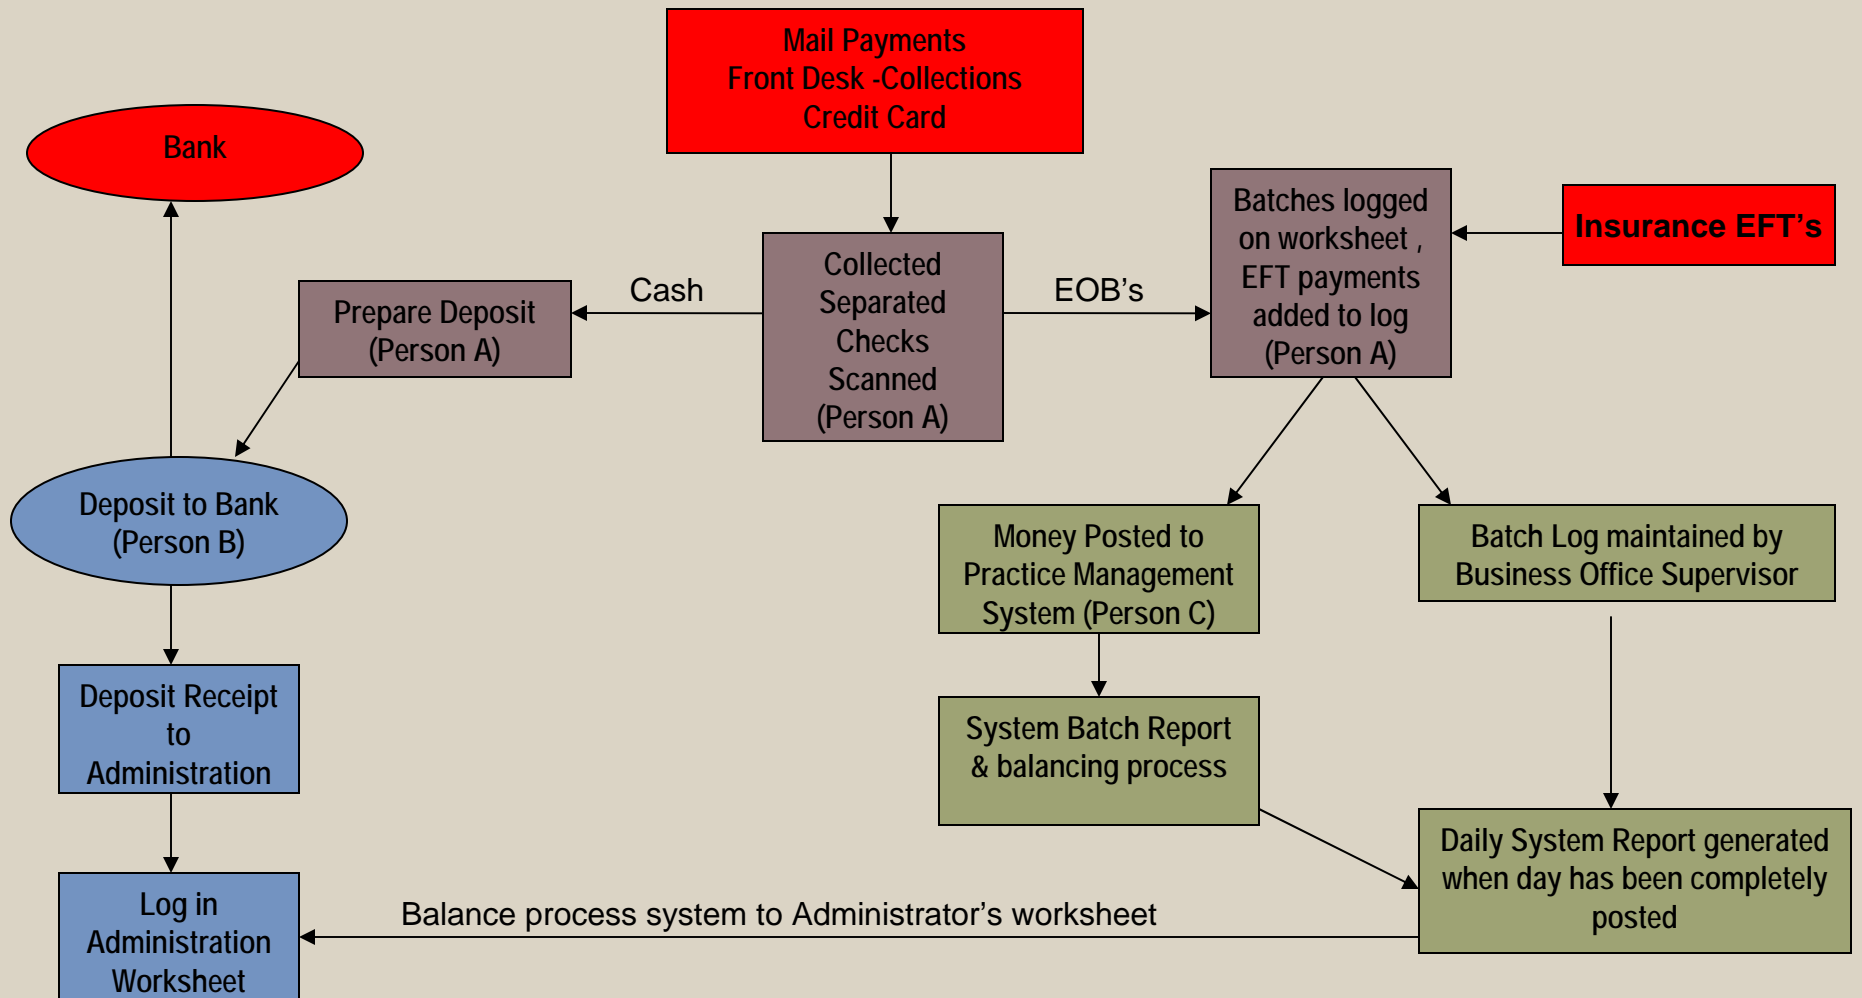 Mail Payments
Front Desk -Collections
Credit Card
Bank
Batches logged
on worksheet ,
EFT payments
added to log
(Person A)
Insurance EFT’s
Collected
Separated
Checks
Scanned
(Person A)
Cash
EOB’s
Prepare Deposit
(Person A)
Deposit to Bank
(Person B)
Money Posted to
Practice Management
System (Person C)
Batch Log maintained by
Business Office Supervisor
Deposit Receipt
to
Administration
System Batch Report
& balancing process
Daily System Report generated
when day has been completely
posted
Balance process system to Administrator’s worksheet
Log in
Administration
Worksheet